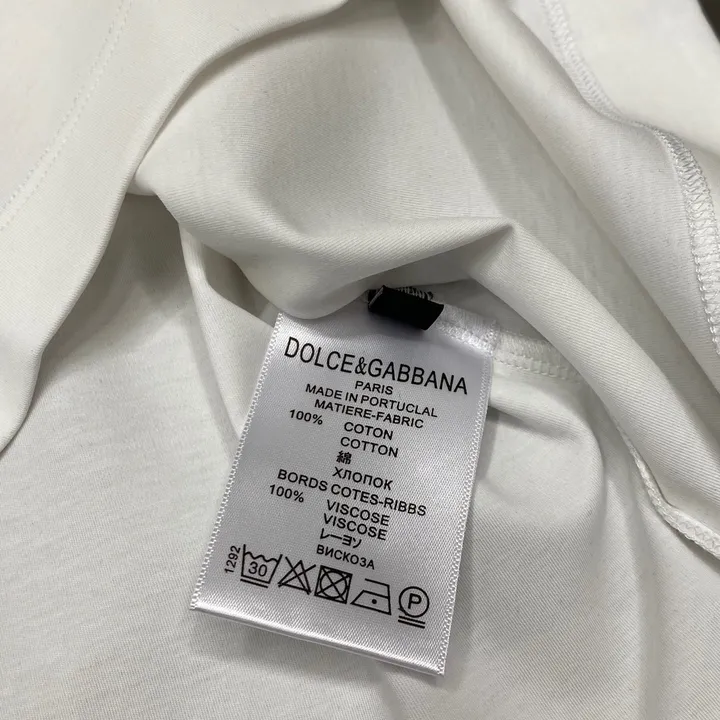 DOLCE&GABBANA
PARIS
MADE IN PORTUCLAL
MATIERE-FABRIC
100% COTON
COTTON
綿
ХЛОПОК
BORDS COTES-RIBBS
100% VISCOSE
VISCOSE
レーヨン
ВИСКОЗА
1292
30
P